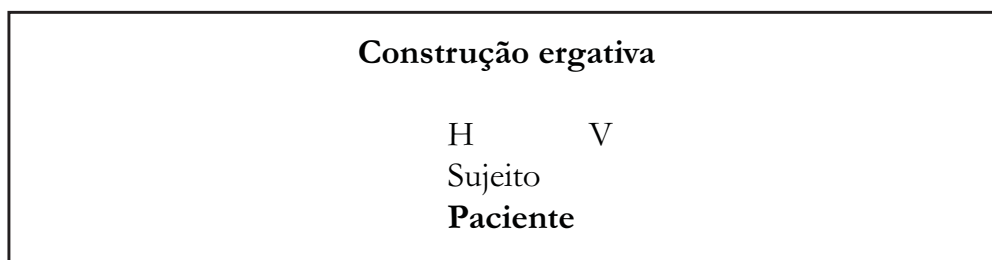 Construção ergativa
H V
Sujeito
Paciente